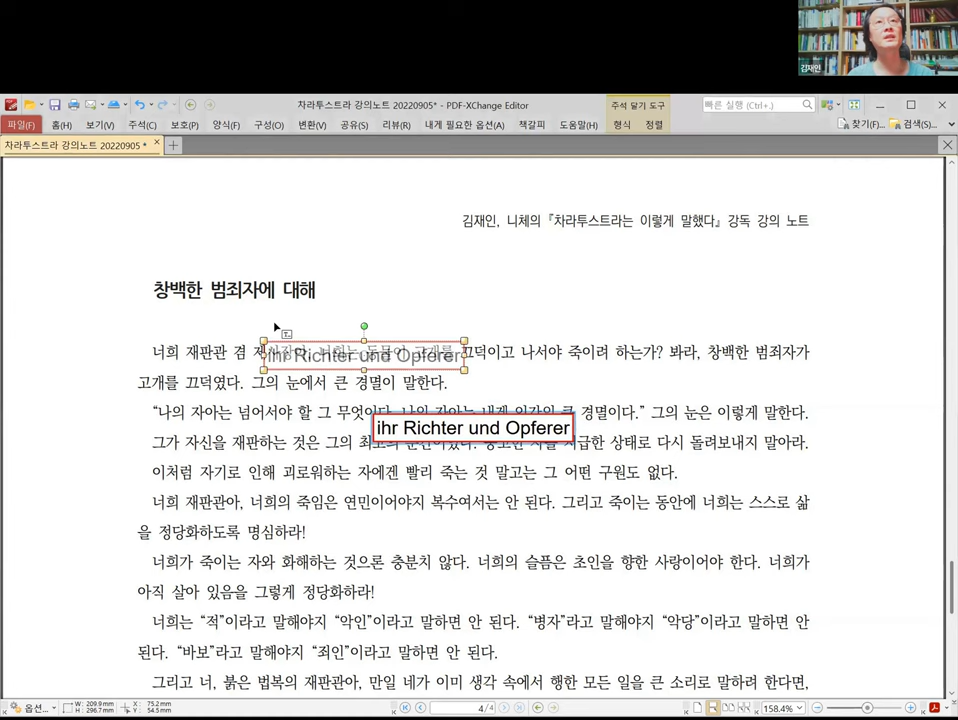 김재인
차라투스트라 강의노트 20220905* - PDF-XChange Editor
주석 달기 도구
빠른 실행 (Ctrl+.)
파일(F) 홈(H) 보기(V) 주석(C) 보호(P) 양식(F) 구성(O) 변환(V) 공유(S) 리뷰(R) 내게 필요한 옵션(A) 책갈피 도움말(H) 형식 정렬 찾기(F)... 검색(S)...
차라투스트라 강의노트 20220905 *
김재인, 니체의 『차라투스트라는 이렇게 말했다』 강독 강의 노트
창백한 범죄자에 대해
너희 재판관 겸 ihr Richter und Opferer 끄덕이고 나서야 죽이려 하는가? 봐라, 창백한 범죄자가
고개를 끄덕였다. 그의 눈에서 큰 경멸이 말한다.
“나의 자아는 넘어서야 할 그 무엇이다. 나의 자아는 내게 인간의 큰 경멸이다.” 그의 눈은 이렇게 말한다.
ihr Richter und Opferer
그가 자신을 재판하는 것은 그의 상태로 다시 돌려보내지 말아라.
이처럼 자기로 인해 괴로워하는 자에겐 빨리 죽는 것 말고는 그 어떤 구원도 없다.
너희 재판관아, 너희의 죽임은 연민이어야지 복수여서는 안 된다. 그리고 죽이는 동안에 너희는 스스로 삶
을 정당화하도록 명심하라!
너희가 죽이는 자와 화해하는 것으론 충분치 않다. 너희의 슬픔은 초인을 향한 사랑이어야 한다. 너희가
아직 살아 있음을 그렇게 정당화하라!
너희는 “적”이라고 말해야지 “악인”이라고 말하면 안 된다. “병자”라고 말해야지 “악당”이라고 말하면 안
된다. “바보”라고 말해야지 “죄인”이라고 말하면 안 된다.
그리고 너, 붉은 법복의 재판관아, 만일 네가 이미 생각 속에서 행한 모든 일을 큰 소리로 말하려 한다면,
옵션... W: 209.9 mm H: 296.7 mm X: 75.2 mm Y: 54.5 mm 4/4 158.4%